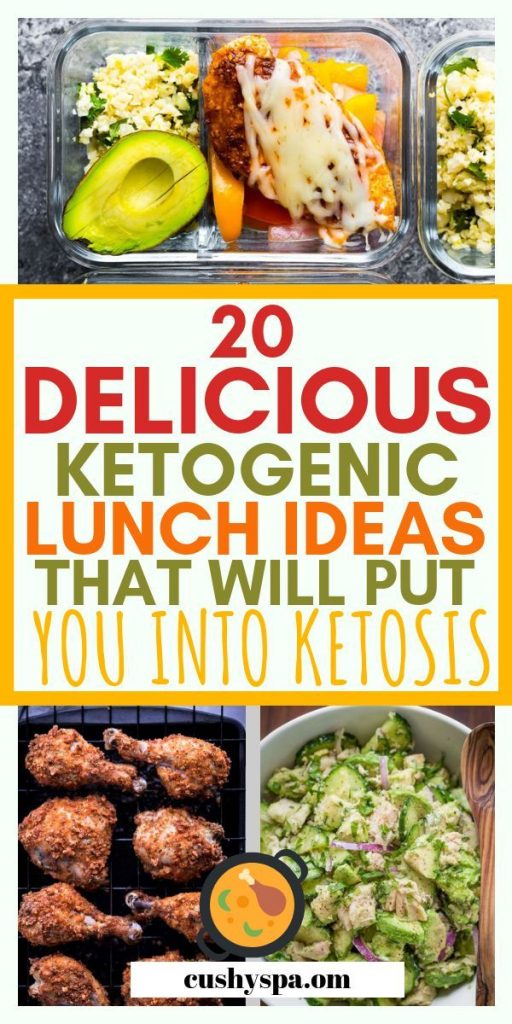 20
DELICIOUS
KETOGENIC
LUNCH IDEAS
THAT WILL PUT
YOU INTO KETOSIS
cushyspa.om